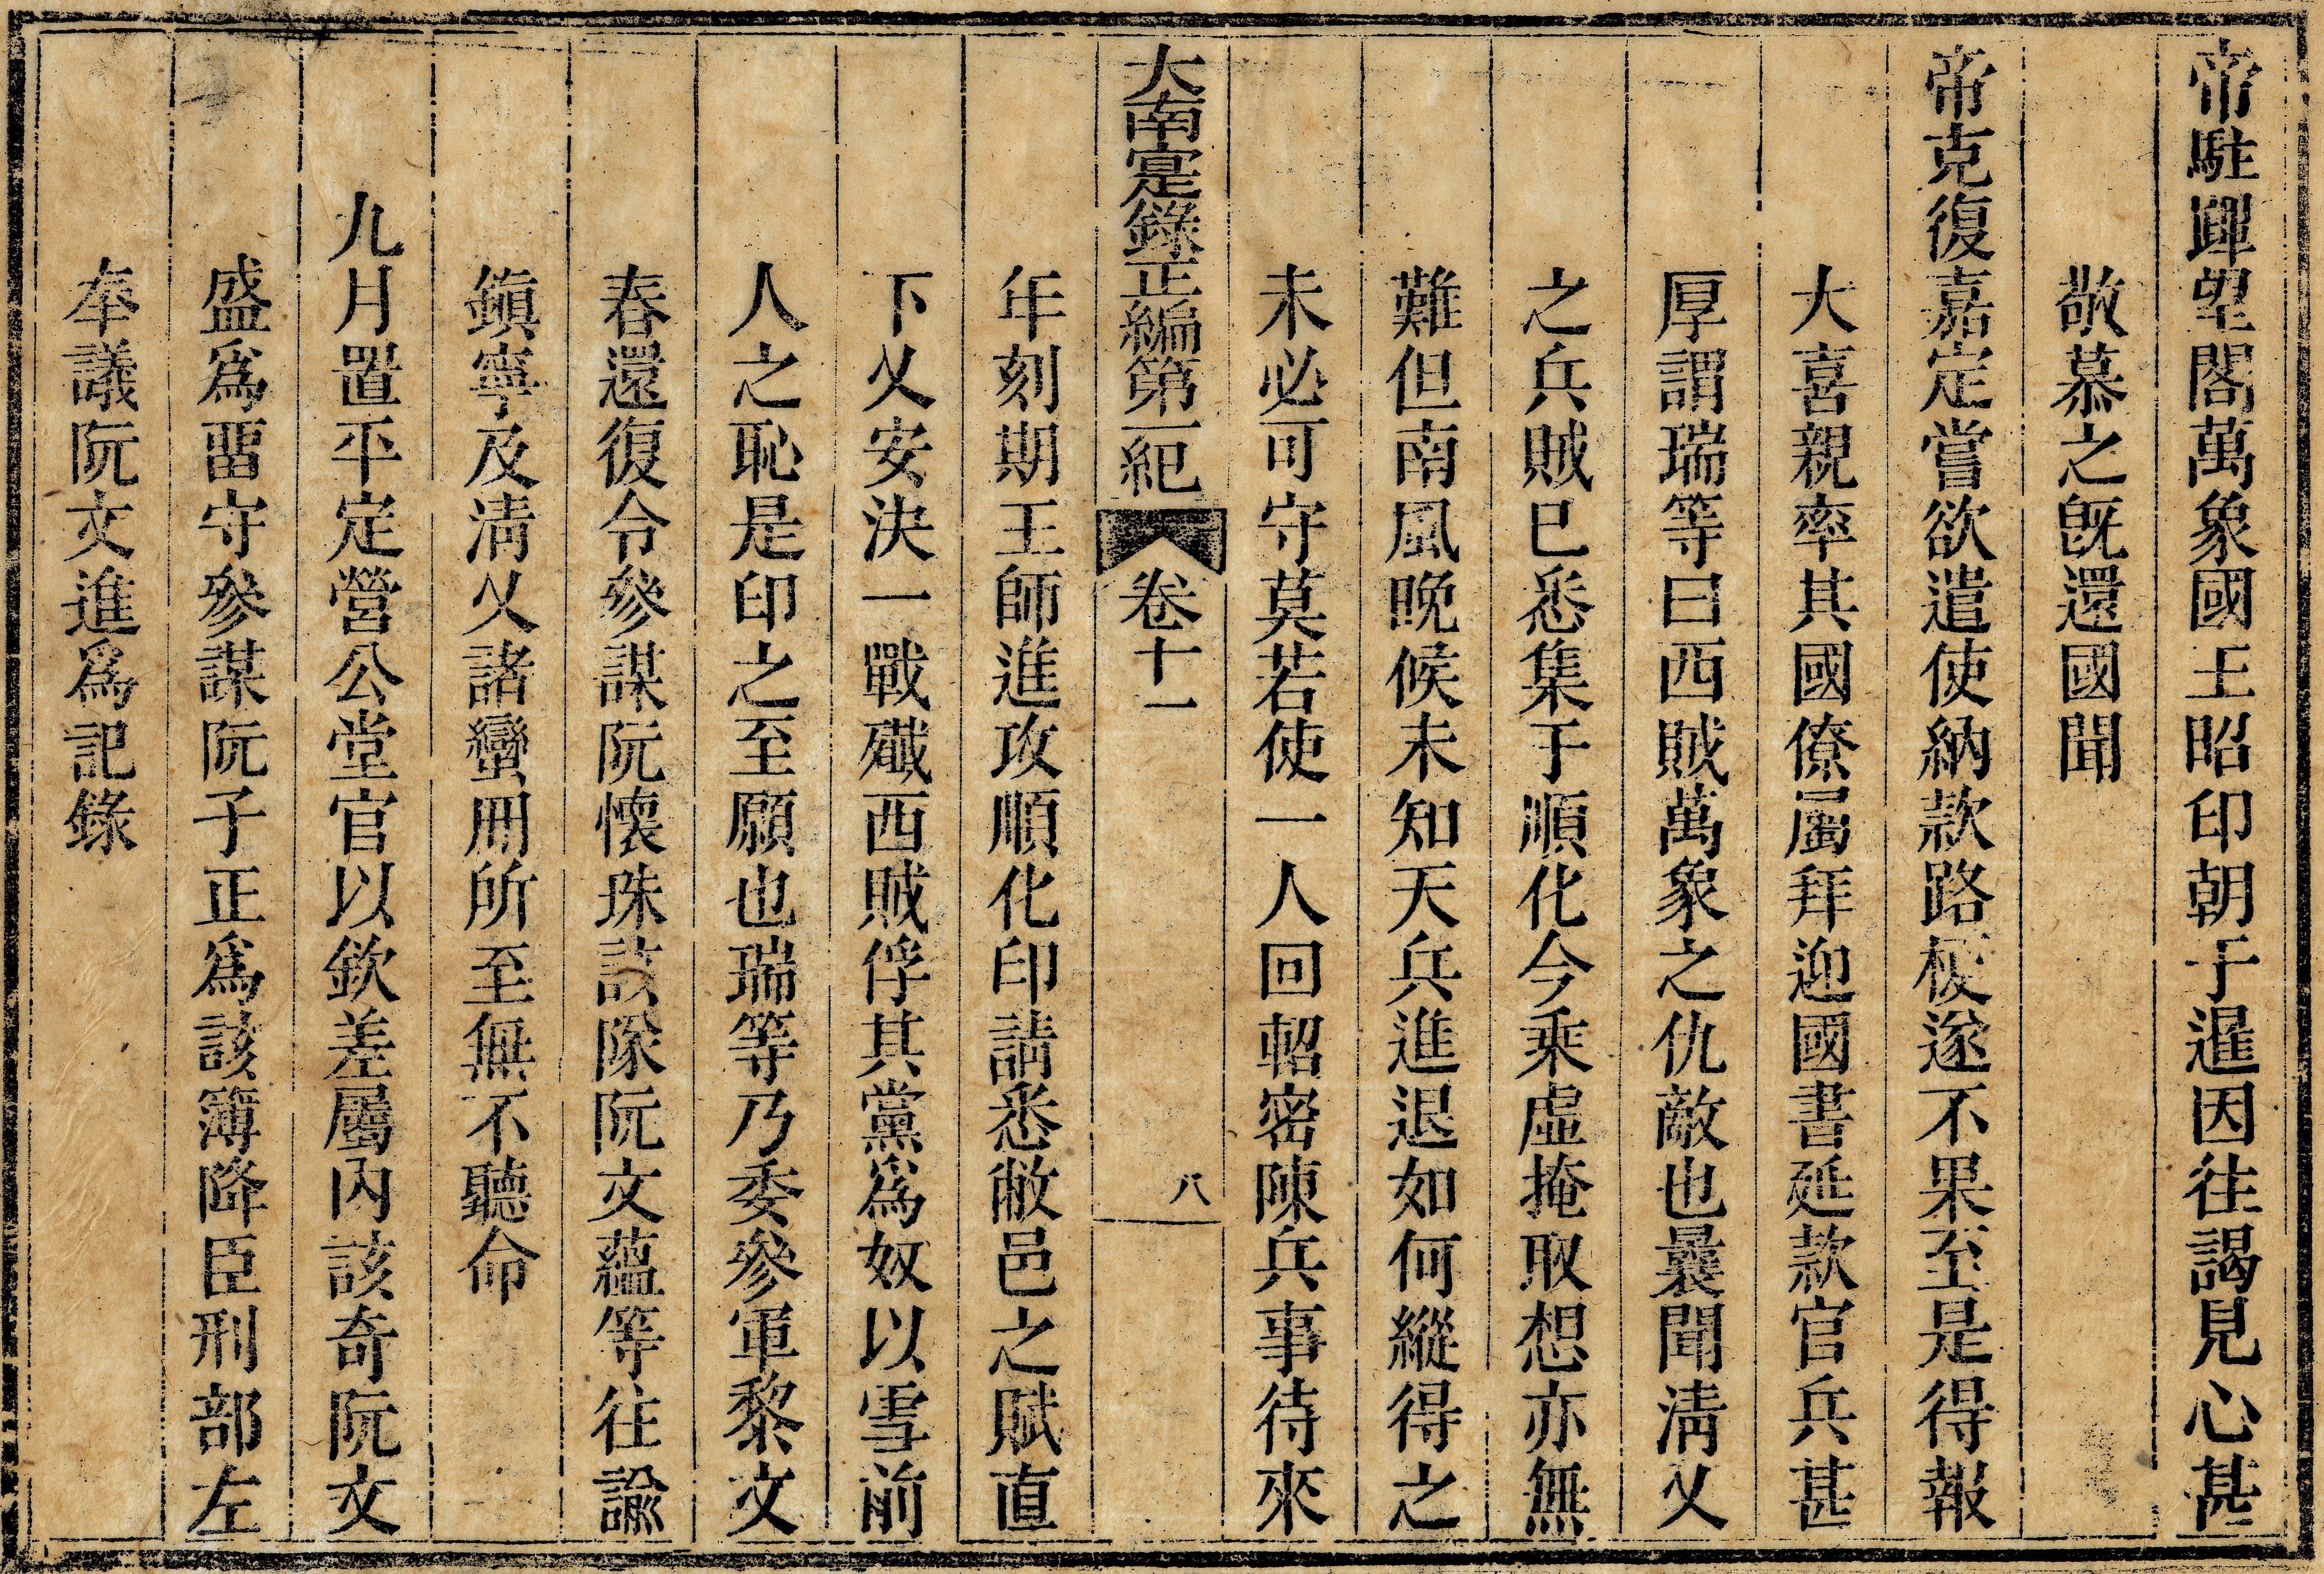 帝駐蹕望閣萬象國王昭印朝于暹因往謁見心甚
敬慕之旣還國聞
帝克復嘉定嘗欲遣使納款路梗遂不果至是得報
大喜親率其國僚屬拜迎國書延款官兵甚
厚謂瑞等曰西賊萬象之仇敵也曩聞淸乂
之兵賊已悉集于順化今乘虛掩取想亦無
難但南風晚候未知天兵進退如何縱得之
未必可守莫若使一人回軺密陳兵事待來
大南寔錄正編第一紀 卷十一 八
年刻期王師進攻順化印請悉敝邑之賦直
下乂安決一戰殲西賊俘其黨爲奴以雪前
人之恥是印之至願也瑞等乃委參軍黎文
春還復令參謀阮懷珠該隊阮文蘊等往諭
鎭寧及淸乂諸蠻冊所至無不聽命
九月置平定營公堂官以欽差屬內該奇阮文
盛爲畱守參謀阮子正爲該簿降臣刑部左
奉議阮文進爲記錄